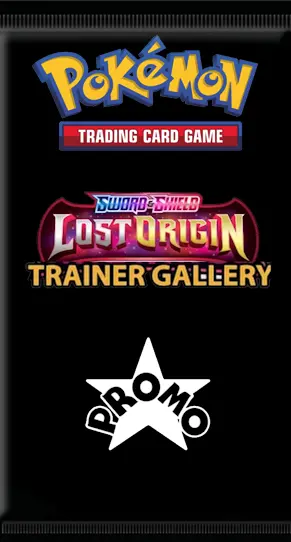 POKéMON
TRADING CARD GAME
SWORD & SHIELD
LOST ORIGIN
TRAINER GALLERY
PROMO